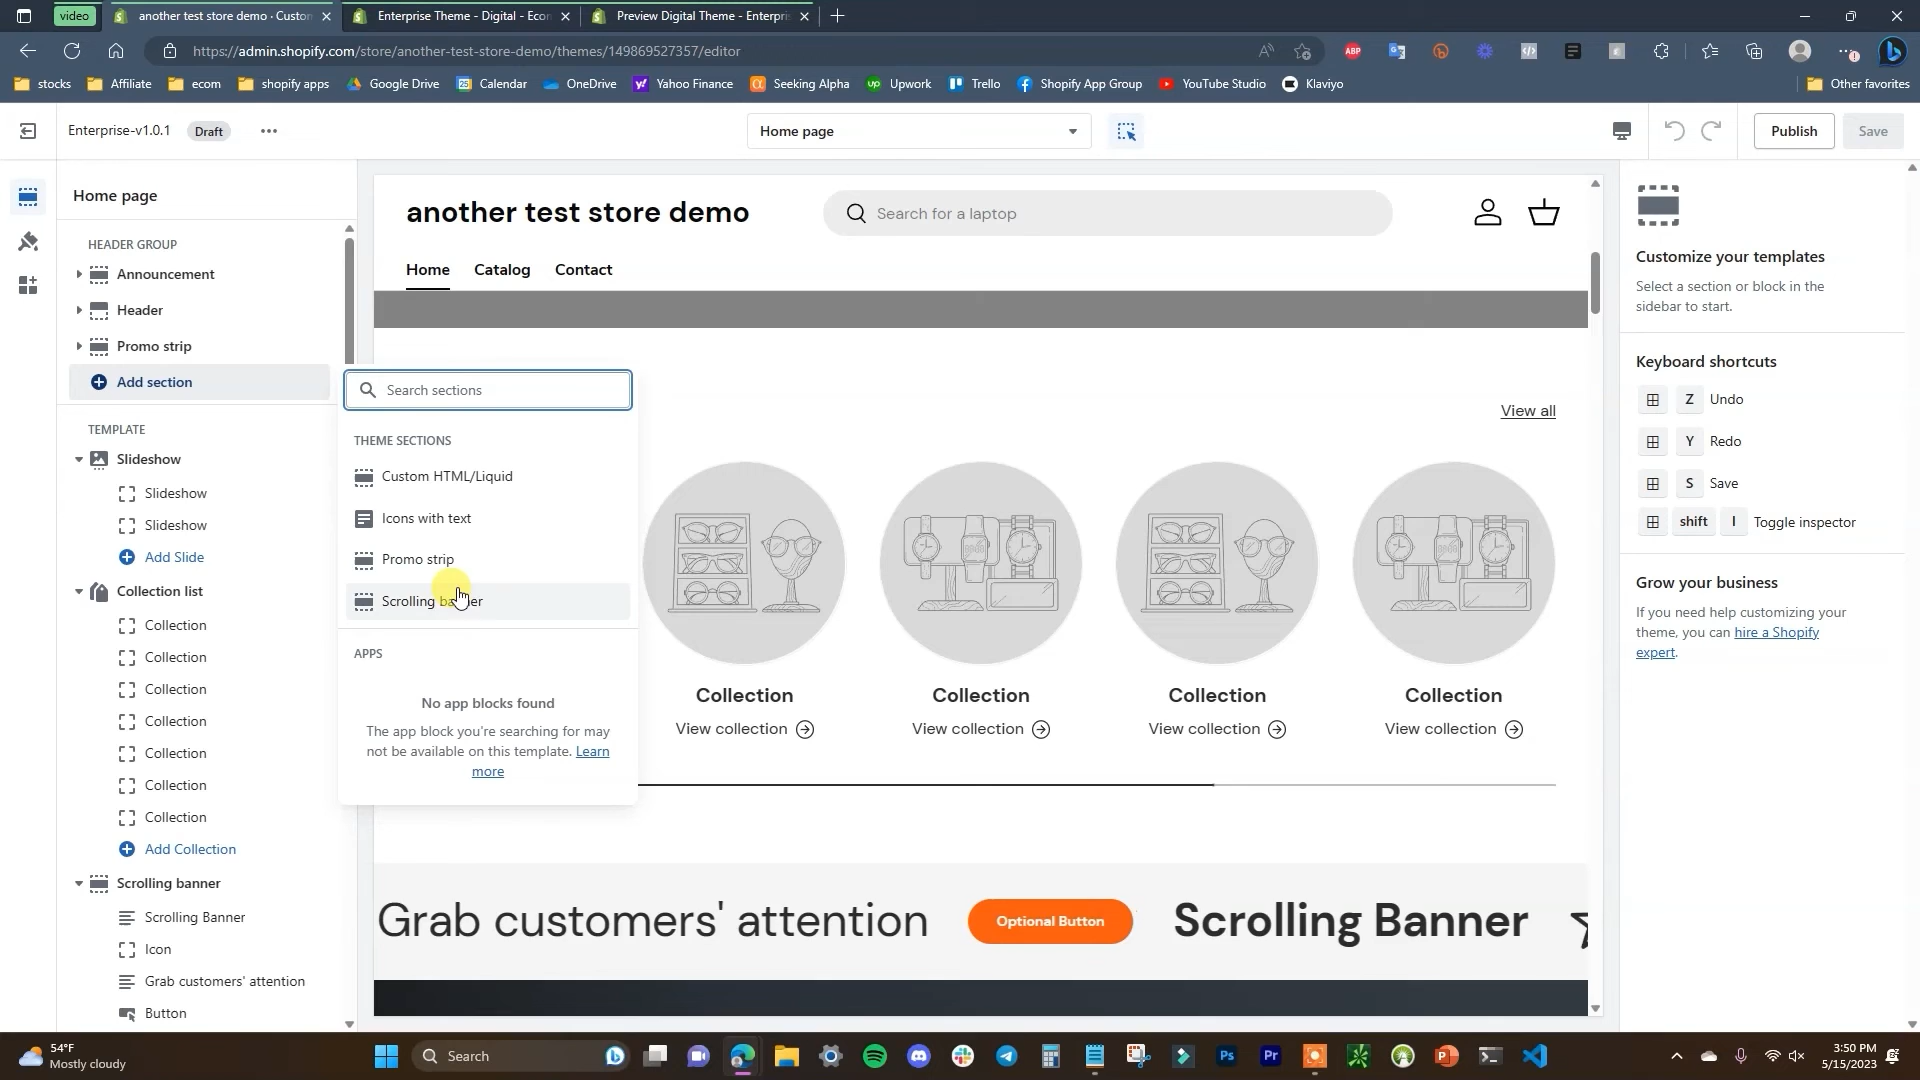 video
another test store demo · Custom
Enterprise Theme - Digital - Econ
Preview Digital Theme - Enterpris
https://admin.shopify.com/store/another-test-store-demo/themes/149869527357/editor
ABP
stocks
Affiliate
ecom
shopify apps
Google Drive
Calendar
OneDrive
Yahoo Finance
Seeking Alpha
Upwork
Trello
Shopify App Group
YouTube Studio
Klaviyo
Other favorites
Enterprise-v1.0.1
Draft
Home page
Publish
Save
Home page
HEADER GROUP
Announcement
Header
Promo strip
Add section
TEMPLATE
Slideshow
Slideshow
Slideshow
Add Slide
Collection list
Collection
Collection
Collection
Collection
Collection
Collection
Collection
Add Collection
Scrolling banner
Scrolling Banner
Icon
Grab customers' attention
Button
Search sections
THEME SECTIONS
Custom HTML/Liquid
Icons with text
Promo strip
Scrolling banner
APPS
No app blocks found
The app block you're searching for may
not be available on this template. Learn
more
another test store demo
Search for a laptop
Home
Catalog
Contact
View all
Collection
Collection
Collection
Collection
View collection
View collection
View collection
View collection
Grab customers' attention
Optional Button
Scrolling Banner
Customize your templates
Select a section or block in the
sidebar to start.
Keyboard shortcuts
Z Undo
Y Redo
S Save
shift I Toggle inspector
Grow your business
If you need help customizing your
theme, you can hire a Shopify
expert.
54°F
Mostly cloudy
Search
Ps
Pr
3:50 PM
5/15/2023